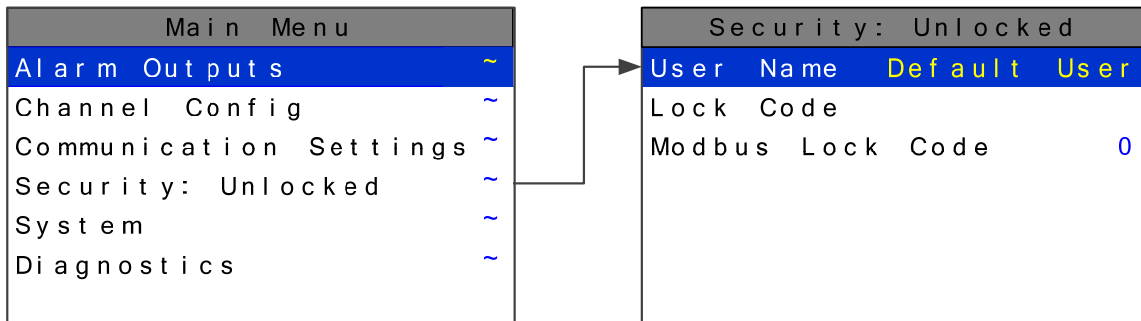 Main Menu
Alarm Outputs ~
Channel Config ~
Communication Settings ~
Security: Unlocked ~
System ~
Diagnostics ~
Security: Unlocked
User Name Default User
Lock Code
Modbus Lock Code 0